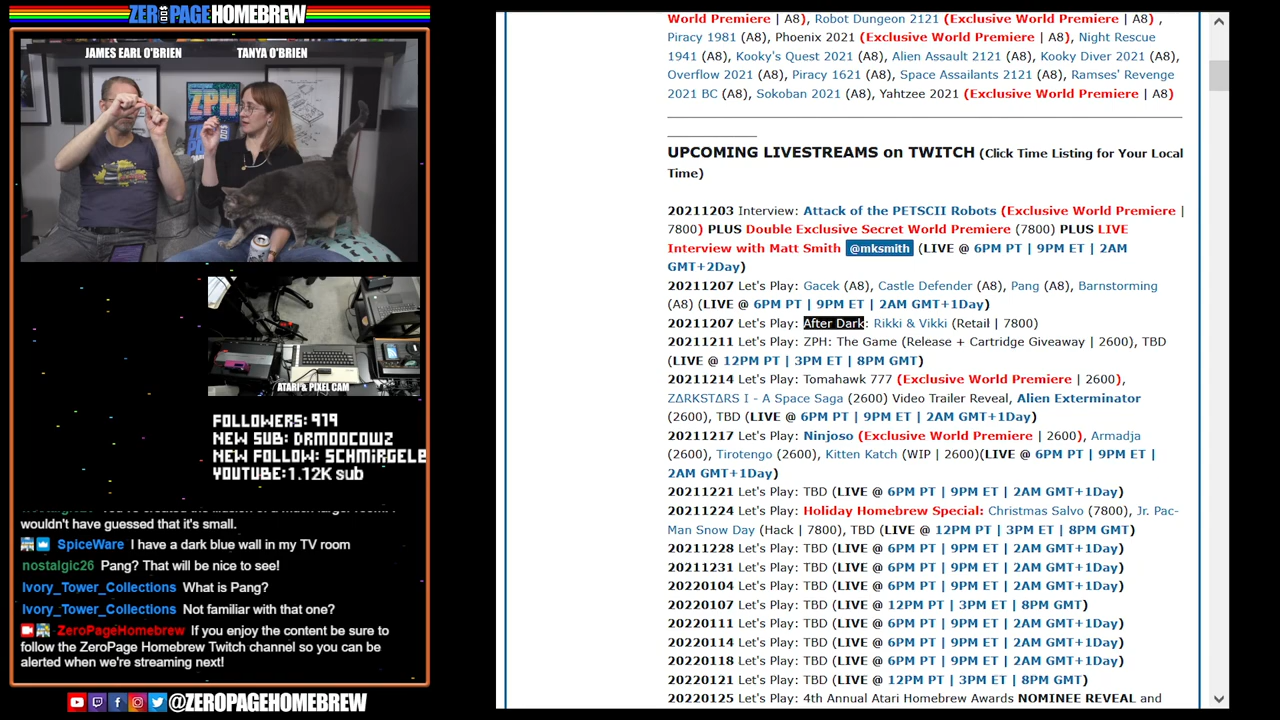 ZEROPAGEHOMEBREW
JAMES EARL O'BRIEN
TANYA O'BRIEN
ZPH
ATARI & PIXEL CAM
FOLLOWERS: 979
NEW SUB: DRMOOCOWZ
NEW FOLLOW: SCHMIRGELB
YOUTUBE: 1.12K sub
wouldn't have guessed that it's small.
SpiceWare I have a dark blue wall in my TV room
nostalgic26 Pang? That will be nice to see!
Ivory_Tower_Collections What is Pang?
Ivory_Tower_Collections Not familiar with that one?
ZeroPageHomebrew If you enjoy the content be sure to
follow the ZeroPage Homebrew Twitch channel so you can be
alerted when we're streaming next!
@ZEROPAGEHOMEBREW
World Premiere | A8), Robot Dungeon 2121 (Exclusive World Premiere | A8) ,
Piracy 1981 (A8), Phoenix 2021 (Exclusive World Premiere | A8), Night Rescue
1941 (A8), Kooky's Quest 2021 (A8), Alien Assault 2121 (A8), Kooky Diver 2021 (A8),
Overflow 2021 (A8), Piracy 1621 (A8), Space Assailants 2121 (A8), Ramses' Revenge
2021 BC (A8), Sokoban 2021 (A8), Yahtzee 2021 (Exclusive World Premiere | A8)
UPCOMING LIVESTREAMS on TWITCH (Click Time Listing for Your Local
Time)
20211203 Interview: Attack of the PETSCII Robots (Exclusive World Premiere |
7800) PLUS Double Exclusive Secret World Premiere (7800) PLUS LIVE
Interview with Matt Smith @mksmith (LIVE @ 6PM PT | 9PM ET | 2AM
GMT+2Day)
20211207 Let's Play: Gacek (A8), Castle Defender (A8), Pang (A8), Barnstorming
(A8) (LIVE @ 6PM PT | 9PM ET | 2AM GMT+1Day)
20211207 Let's Play: After Dark: Rikki & Vikki (Retail | 7800)
20211211 Let's Play: ZPH: The Game (Release + Cartridge Giveaway | 2600), TBD
(LIVE @ 12PM PT | 3PM ET | 8PM GMT)
20211214 Let's Play: Tomahawk 777 (Exclusive World Premiere | 2600),
ZΔRKSTΔRS I - A Space Saga (2600) Video Trailer Reveal, Alien Exterminator
(2600), TBD (LIVE @ 6PM PT | 9PM ET | 2AM GMT+1Day)
20211217 Let's Play: Ninjoso (Exclusive World Premiere | 2600), Armadja
(2600), Tirotengo (2600), Kitten Katch (WIP | 2600)(LIVE @ 6PM PT | 9PM ET |
2AM GMT+1Day)
20211221 Let's Play: TBD (LIVE @ 6PM PT | 9PM ET | 2AM GMT+1Day)
20211224 Let's Play: Holiday Homebrew Special: Christmas Salvo (7800), Jr. Pac-
Man Snow Day (Hack | 7800), TBD (LIVE @ 12PM PT | 3PM ET | 8PM GMT)
20211228 Let's Play: TBD (LIVE @ 6PM PT | 9PM ET | 2AM GMT+1Day)
20211231 Let's Play: TBD (LIVE @ 6PM PT | 9PM ET | 2AM GMT+1Day)
20220104 Let's Play: TBD (LIVE @ 6PM PT | 9PM ET | 2AM GMT+1Day)
20220107 Let's Play: TBD (LIVE @ 12PM PT | 3PM ET | 8PM GMT)
20220111 Let's Play: TBD (LIVE @ 6PM PT | 9PM ET | 2AM GMT+1Day)
20220114 Let's Play: TBD (LIVE @ 6PM PT | 9PM ET | 2AM GMT+1Day)
20220118 Let's Play: TBD (LIVE @ 6PM PT | 9PM ET | 2AM GMT+1Day)
20220121 Let's Play: TBD (LIVE @ 12PM PT | 3PM ET | 8PM GMT)
20220125 Let's Play: 4th Annual Atari Homebrew Awards NOMINEE REVEAL and